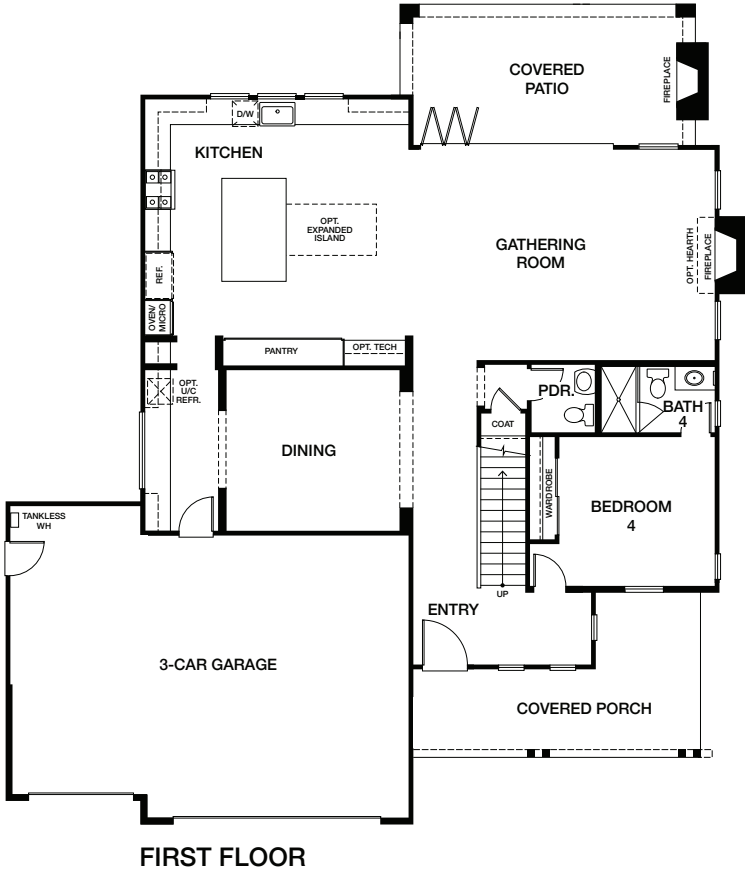 COVERED
PATIO
FIREPLACE
D/W
KITCHEN
OPT.
EXPANDED
ISLAND
GATHERING
ROOM
OPT. HEARTH
FIREPLACE
REF.
OVEN/
MICRO
PANTRY
OPT. TECH
OPT.
U/C
REFR.
PDR.
BATH
4
COAT
DINING
WARDROBE
BEDROOM
4
TANKLESS
WH
UP
ENTRY
3-CAR GARAGE
COVERED PORCH
FIRST FLOOR